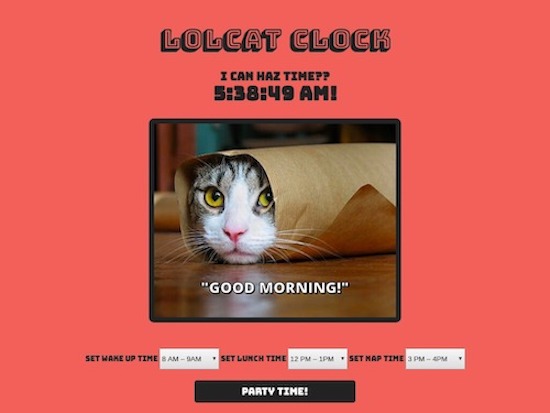 LOLCAT CLOCK
I CAN HAZ TIME??
5:38:49 AM!
"GOOD MORNING!"
SET WAKE UP TIME 8 AM – 9AM SET LUNCH TIME 12 PM – 1PM SET NAP TIME 3 PM – 4PM
PARTY TIME!